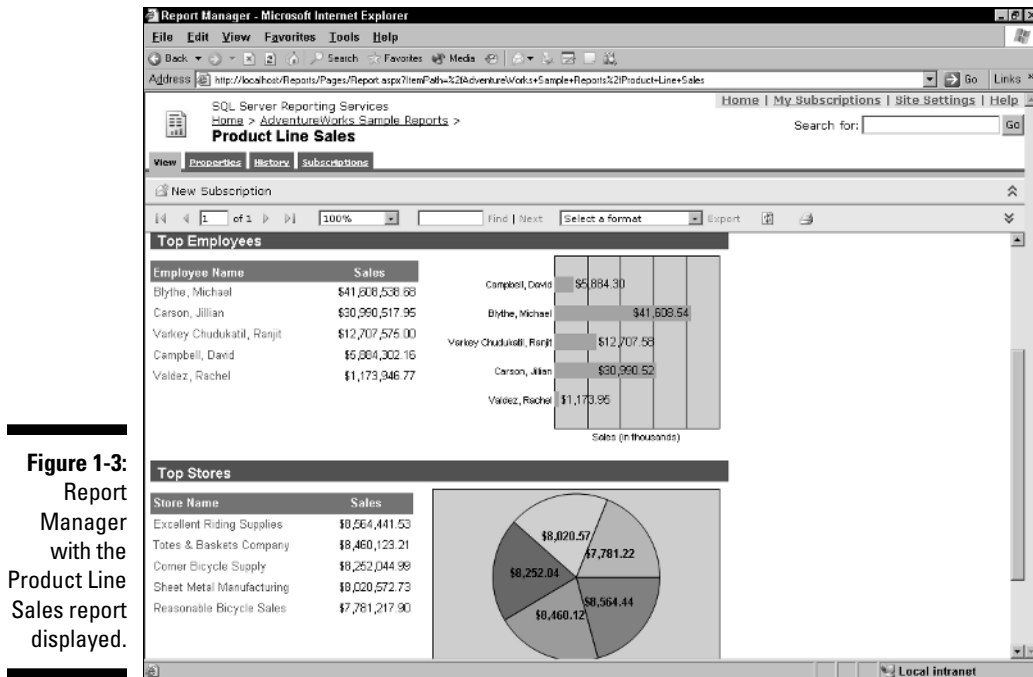 Report Manager - Microsoft Internet Explorer
File Edit View Favorites Tools Help
Back Search Favorites Media
Address http://localhost/Reports/Pages/Report.aspx?ItemPath=%2fAdventureWorks+Sample+Reports%2fProduct+Line+Sales Go Links
SQL Server Reporting Services
Home | My Subscriptions | Site Settings | Help
Home > AdventureWorks Sample Reports >
Product Line Sales
Search for: Go
View Properties History Subscriptions
New Subscription
1 of 1 100% Find | Next Select a format Export
Top Employees
Employee Name Sales
Blythe, Michael $41,608,538.68
Carson, Jillian $30,990,517.95
Varkey Chudukatil, Ranjit $12,707,575.00
Campbell, David $5,884,302.16
Valdez, Rachel $1,173,946.77
Campbell, David $5,884.30
Blythe, Michael $41,608.54
Varkey Chudukatil, Ranjit $12,707.58
Carson, Jillian $30,990.52
Valdez, Rachel $1,173.95
Sales (in thousands)
Top Stores
Store Name Sales
Excellent Riding Supplies $8,564,441.53
Totes & Baskets Company $8,460,123.21
Corner Bicycle Supply $8,252,044.99
Sheet Metal Manufacturing $8,020,572.73
Reasonable Bicycle Sales $7,781,217.90
$8,020.57
$7,781.22
$8,252.04
$8,564.44
$8,460.12
Local intranet
Figure 1-3:
Report
Manager
with the
Product Line
Sales report
displayed.